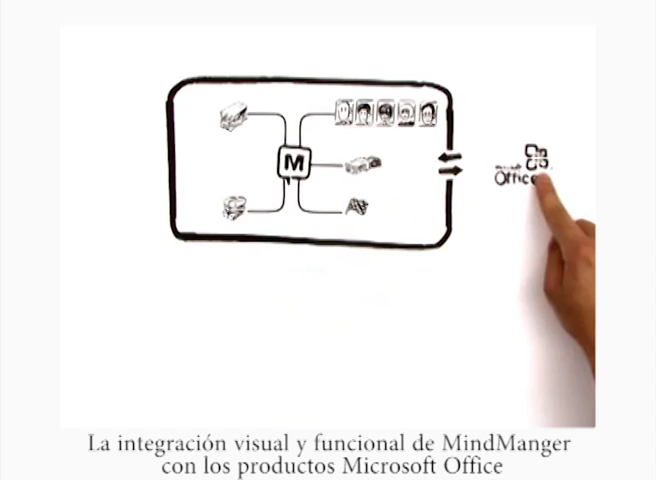 M
Office
La integración visual y funcional de MindManger
con los productos Microsoft Office